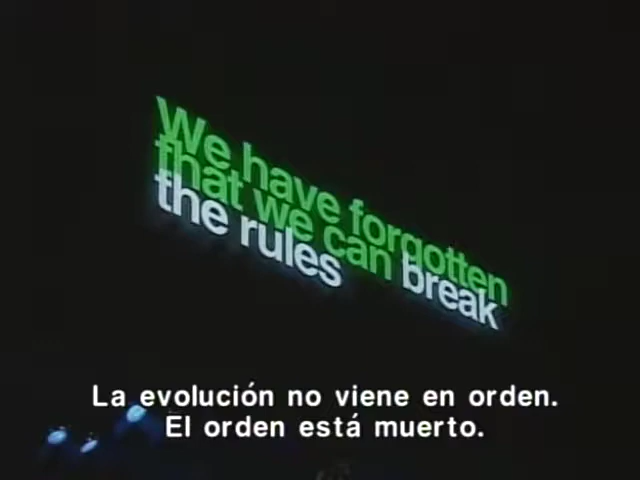 We have forgotten
that we can break
the rules
La evolución no viene en orden.
El orden está muerto.